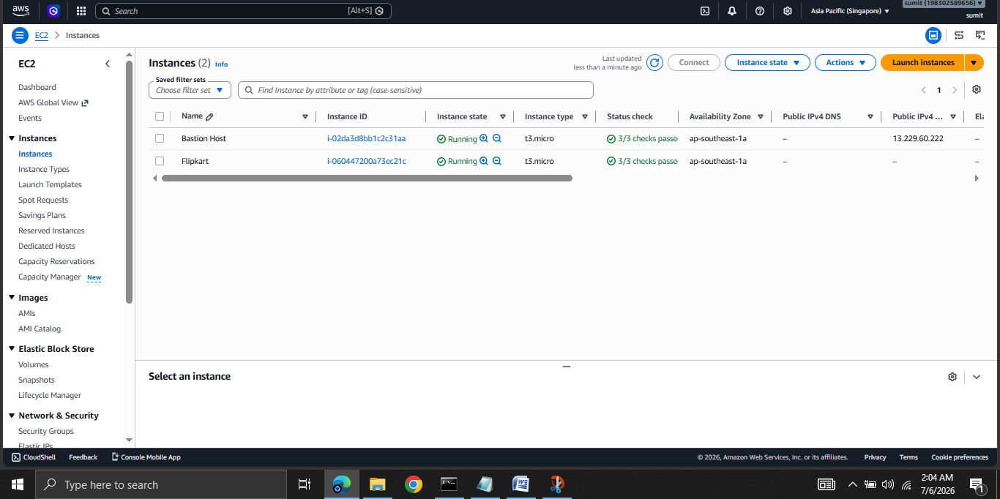 aws
Search [Alt+S]
Asia Pacific (Singapore) ▼
sumit (198302589656) ▼
sumit
EC2 > Instances
EC2
Dashboard
AWS Global View
Events
Instances
Instances
Instance Types
Launch Templates
Spot Requests
Savings Plans
Reserved Instances
Dedicated Hosts
Capacity Reservations
Capacity Manager New
Images
AMIs
AMI Catalog
Elastic Block Store
Volumes
Snapshots
Lifecycle Manager
Network & Security
Security Groups
Elastic IPs
Instances (2) Info
Last updated
less than a minute ago
Connect
Instance state
Actions
Launch instances
Saved filter sets
Choose filter set
Find Instance by attribute or tag (case-sensitive)
1
Name Instance ID Instance state Instance type Status check Availability Zone Public IPv4 DNS Public IPv4 ... Ela
Bastion Host i-02da3d8bb1c2c31aa Running t3.micro 3/3 checks passe ap-southeast-1a – 13.229.60.222 –
Flipkart i-060447200a73ec21c Running t3.micro 3/3 checks passe ap-southeast-1a – – –
Select an instance
CloudShell Feedback Console Mobile App © 2026, Amazon Web Services, Inc. or its affiliates. Privacy Terms Cookie preferences
Type here to search
2:04 AM
7/6/2026
1